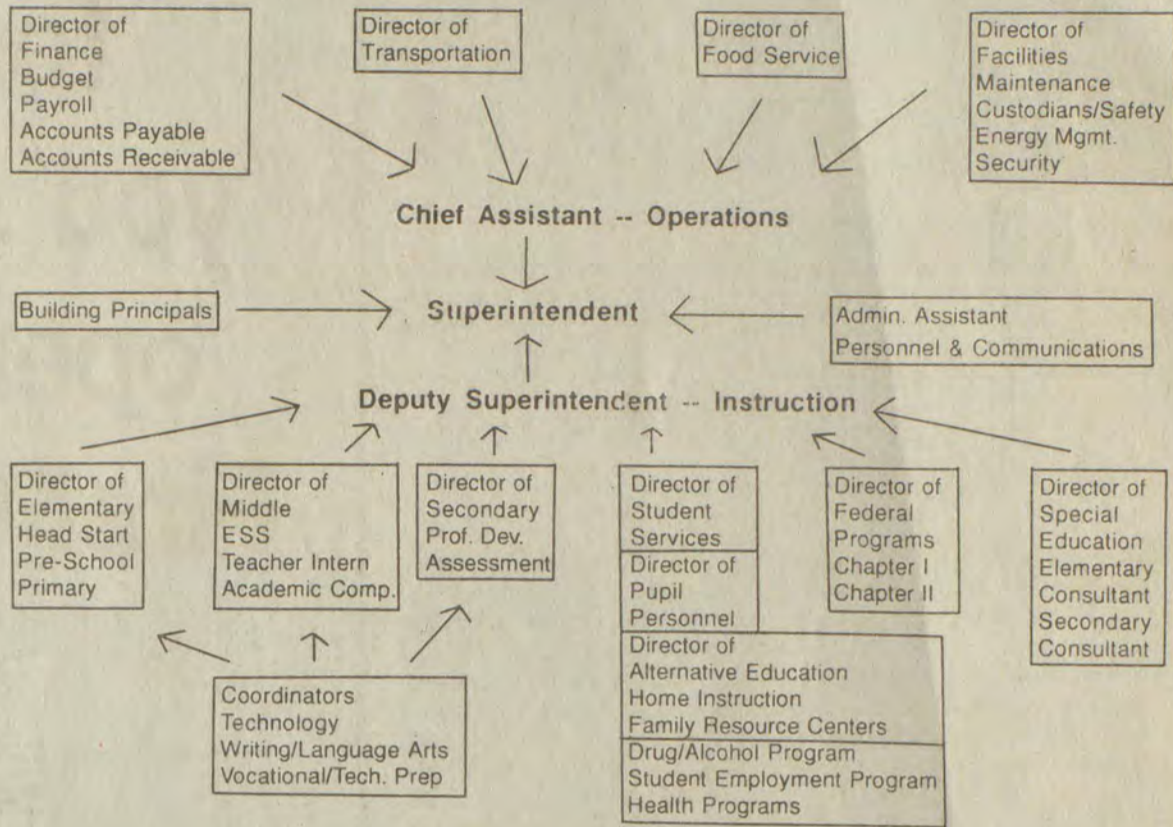 Director of
Finance
Budget
Payroll
Accounts Payable
Accounts Receivable
Director of
Transportation
Director of
Food Service
Director of
Facilities
Maintenance
Custodians/Safety
Energy Mgmt.
Security
Chief Assistant -- Operations
Building Principals
Superintendent
Admin. Assistant
Personnel & Communications
Deputy Superintendent -- Instruction
Director of
Elementary
Head Start
Pre-School
Primary
Director of
Middle
ESS
Teacher Intern
Academic Comp.
Director of
Secondary
Prof. Dev.
Assessment
Director of
Student
Services
Director of
Pupil
Personnel
Director of
Alternative Education
Home Instruction
Family Resource Centers
Drug/Alcohol Program
Student Employment Program
Health Programs
Director of
Federal
Programs
Chapter I
Chapter II
Director of
Special
Education
Elementary
Consultant
Secondary
Consultant
Coordinators
Technology
Writing/Language Arts
Vocational/Tech. Prep